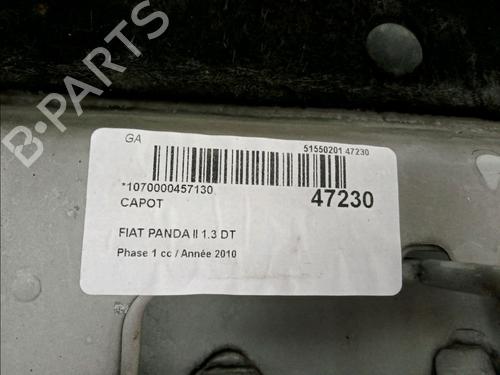 B-Parts
GA
51550201 47230
*1070000457130
CAPOT
47230
FIAT PANDA II 1.3 DT
Phase 1 cc / Année 2010